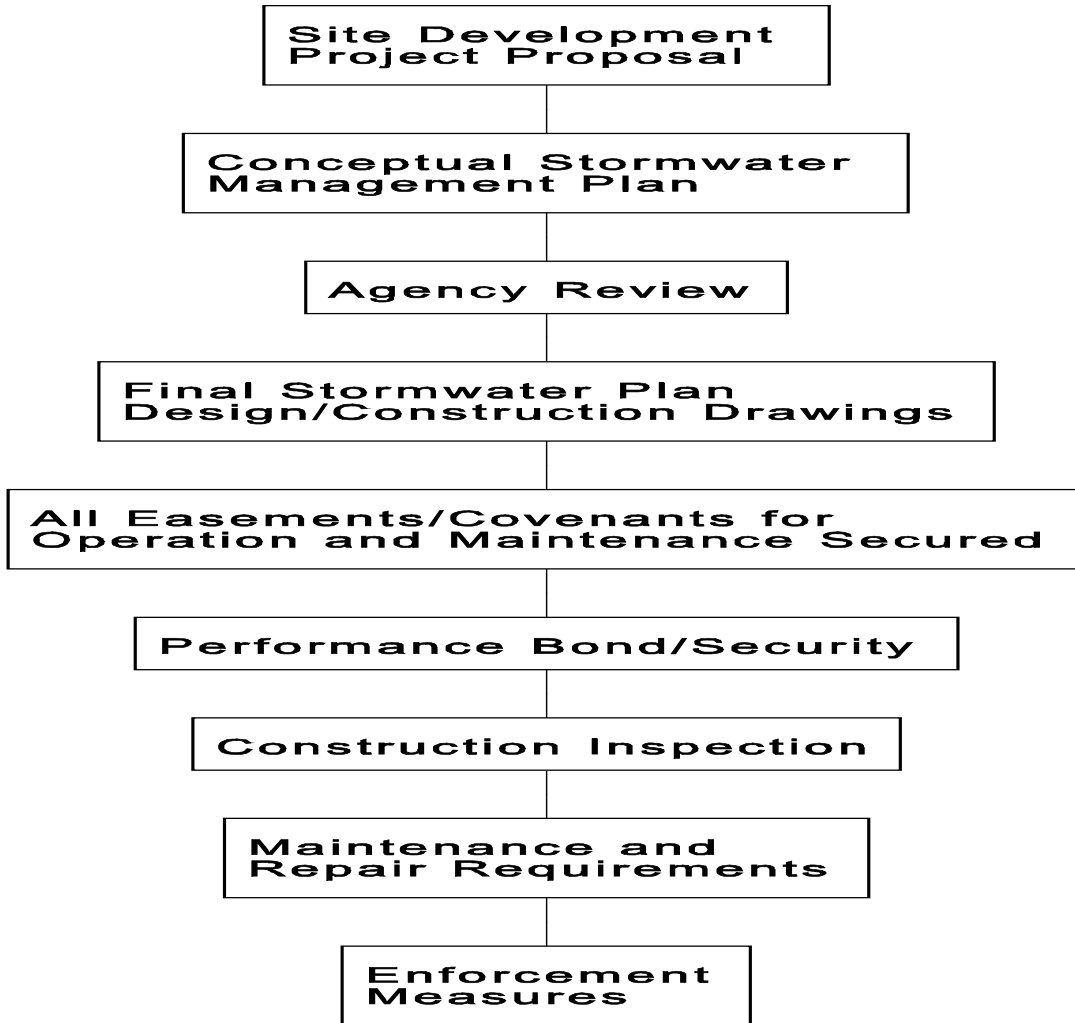 Site Development
Project Proposal
Conceptual Stormwater
Management Plan
Agency Review
Final Stormwater Plan
Design/Construction Drawings
All Easements/Covenants for
Operation and Maintenance Secured
Performance Bond/Security
Construction Inspection
Maintenance and
Repair Requirements
Enforcement
Measures